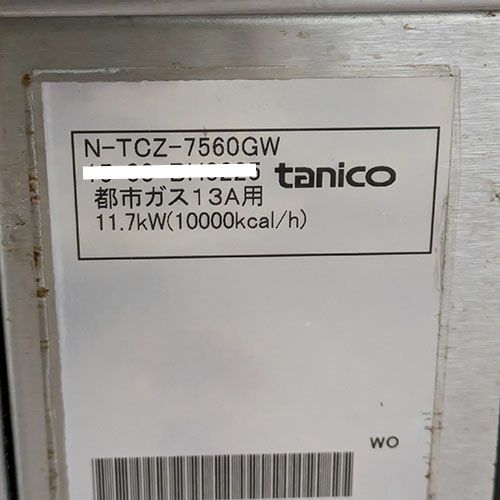 N-TCZ-7560GW
tanico
都市ガス13A用
11.7kW(10000kcal/h)
WO